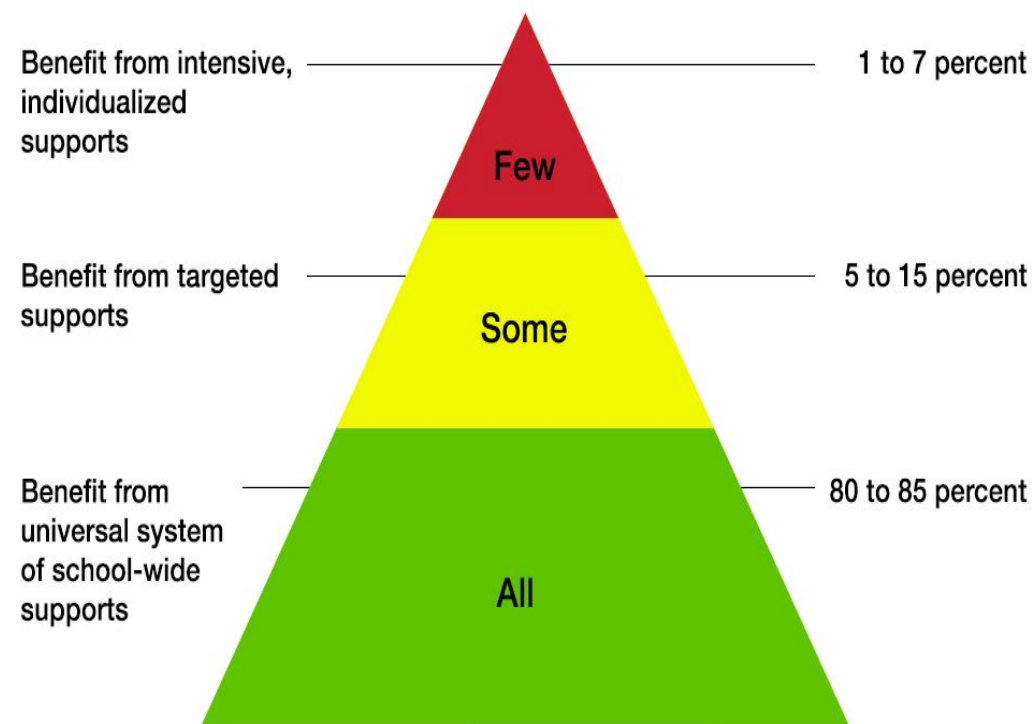 Benefit from intensive,
individualized
supports
1 to 7 percent
Few
Benefit from targeted
supports
5 to 15 percent
Some
Benefit from
universal system
of school-wide
supports
80 to 85 percent
All